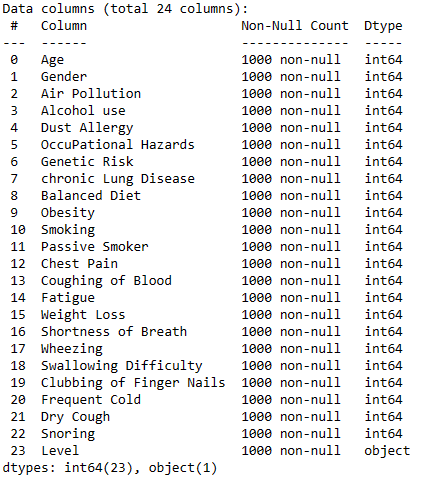 Data columns (total 24 columns):
 #   Column                    Non-Null Count  Dtype
---  ------                    --------------  -----
 0   Age                       1000 non-null   int64
 1   Gender                    1000 non-null   int64
 2   Air Pollution             1000 non-null   int64
 3   Alcohol use               1000 non-null   int64
 4   Dust Allergy              1000 non-null   int64
 5   OccuPational Hazards      1000 non-null   int64
 6   Genetic Risk              1000 non-null   int64
 7   chronic Lung Disease      1000 non-null   int64
 8   Balanced Diet             1000 non-null   int64
 9   Obesity                   1000 non-null   int64
 10  Smoking                   1000 non-null   int64
 11  Passive Smoker            1000 non-null   int64
 12  Chest Pain                1000 non-null   int64
 13  Coughing of Blood         1000 non-null   int64
 14  Fatigue                   1000 non-null   int64
 15  Weight Loss               1000 non-null   int64
 16  Shortness of Breath       1000 non-null   int64
 17  Wheezing                  1000 non-null   int64
 18  Swallowing Difficulty     1000 non-null   int64
 19  Clubbing of Finger Nails  1000 non-null   int64
 20  Frequent Cold             1000 non-null   int64
 21  Dry Cough                 1000 non-null   int64
 22  Snoring                   1000 non-null   int64
 23  Level                     1000 non-null   object
dtypes: int64(23), object(1)